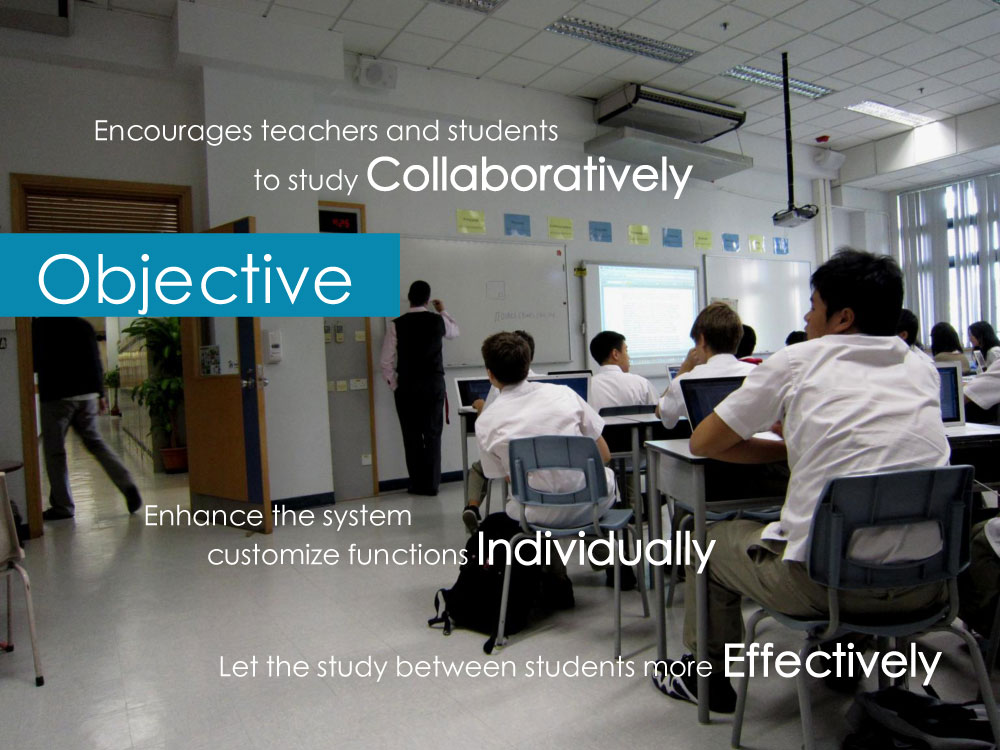 Encourages teachers and students
to study Collaboratively
Objective
Enhance the system
customize functions Individually
Let the study between students more Effectively